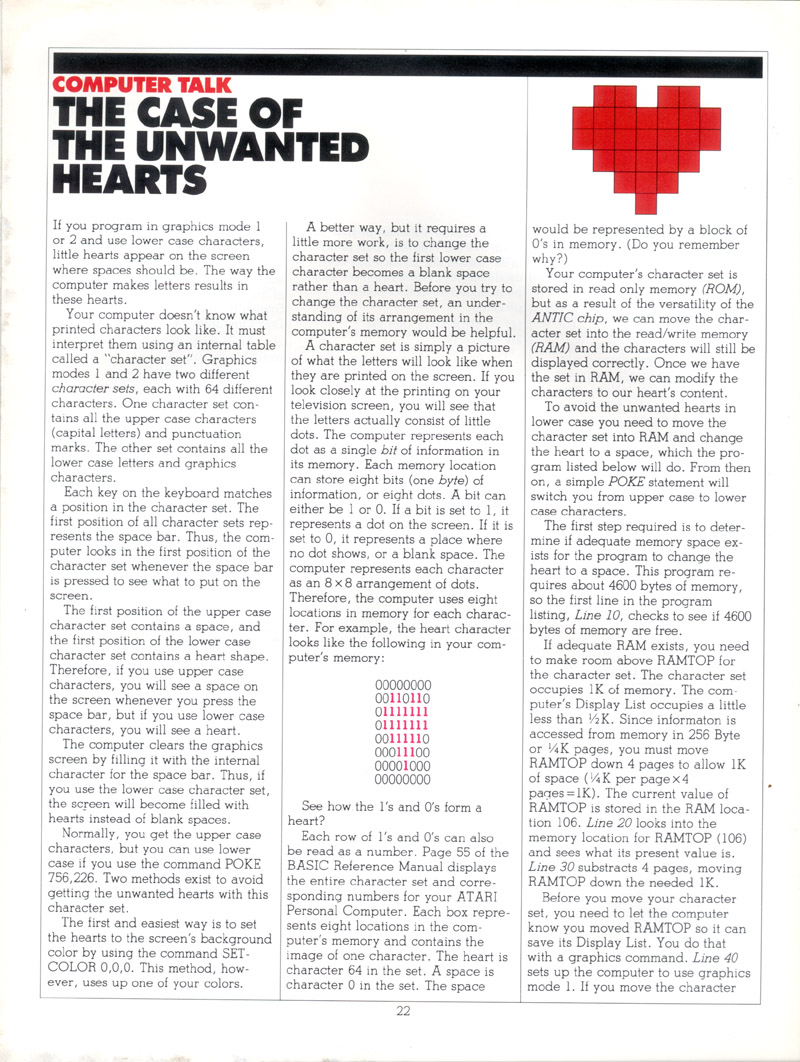 COMPUTER TALK
THE CASE OF
THE UNWANTED
HEARTS
If you program in graphics mode 1
or 2 and use lower case characters,
little hearts appear on the screen
where spaces should be. The way the
computer makes letters results in
these hearts.
Your computer doesn't know what
printed characters look like. It must
interpret them using an internal table
called a "character set". Graphics
modes 1 and 2 have two different
character sets, each with 64 different
characters. One character set con-
tains all the upper case characters
(capital letters) and punctuation
marks. The other set contains all the
lower case letters and graphics
characters.
Each key on the keyboard matches
a position in the character set. The
first position of all character sets rep-
resents the space bar. Thus, the com-
puter looks in the first position of the
character set whenever the space bar
is pressed to see what to put on the
screen.
The first position of the upper case
character set contains a space, and
the first position of the lower case
character set contains a heart shape.
Therefore, if you use upper case
characters, you will see a space on
the screen whenever you press the
space bar, but if you use lower case
characters, you will see a heart.
The computer clears the graphics
screen by filling it with the internal
character for the space bar. Thus, if
you use the lower case character set,
the screen will become filled with
hearts instead of blank spaces.
Normally, you get the upper case
characters, but you can use lower
case if you use the command POKE
756,226. Two methods exist to avoid
getting the unwanted hearts with this
character set.
The first and easiest way is to set
the hearts to the screen's background
color by using the command SET-
COLOR 0,0,0. This method, how-
ever, uses up one of your colors.
A better way, but it requires a
little more work, is to change the
character set so the first lower case
character becomes a blank space
rather than a heart. Before you try to
change the character set, an under-
standing of its arrangement in the
computer's memory would be helpful.
A character set is simply a picture
of what the letters will look like when
they are printed on the screen. If you
look closely at the printing on your
television screen, you will see that
the letters actually consist of little
dots. The computer represents each
dot as a single bit of information in
its memory. Each memory location
can store eight bits (one byte) of
information, or eight dots. A bit can
either be 1 or 0. If a bit is set to 1, it
represents a dot on the screen. If it is
set to 0, it represents a place where
no dot shows, or a blank space. The
computer represents each character
as an 8×8 arrangement of dots.
Therefore, the computer uses eight
locations in memory for each charac-
ter. For example, the heart character
looks like the following in your com-
puter's memory:
00000000
00110110
01111111
01111111
00111110
00011100
00001000
00000000
See how the 1's and 0's form a
heart?
Each row of 1's and 0's can also
be read as a number. Page 55 of the
BASIC Reference Manual displays
the entire character set and corre-
sponding numbers for your ATARI
Personal Computer. Each box repre-
sents eight locations in the com-
puter's memory and contains the
image of one character. The heart is
character 64 in the set. A space is
character 0 in the set. The space
would be represented by a block of
0's in memory. (Do you remember
why?)
Your computer's character set is
stored in read only memory (ROM),
but as a result of the versatility of the
ANTIC chip, we can move the char-
acter set into the read/write memory
(RAM) and the characters will still be
displayed correctly. Once we have
the set in RAM, we can modify the
characters to our heart's content.
To avoid the unwanted hearts in
lower case you need to move the
character set into RAM and change
the heart to a space, which the pro-
gram listed below will do. From then
on, a simple POKE statement will
switch you from upper case to lower
case characters.
The first step required is to deter-
mine if adequate memory space ex-
ists for the program to change the
heart to a space. This program re-
quires about 4600 bytes of memory,
so the first line in the program
listing, Line 10, checks to see if 4600
bytes of memory are free.
If adequate RAM exists, you need
to make room above RAMTOP for
the character set. The character set
occupies 1K of memory. The com-
puter's Display List occupies a little
less than ½K. Since informaton is
accessed from memory in 256 Byte
or ¼K pages, you must move
RAMTOP down 4 pages to allow 1K
of space (¼K per page×4
pages=1K). The current value of
RAMTOP is stored in the RAM loca-
tion 106. Line 20 looks into the
memory location for RAMTOP (106)
and sees what its present value is.
Line 30 substracts 4 pages, moving
RAMTOP down the needed 1K.
Before you move your character
set, you need to let the computer
know you moved RAMTOP so it can
save its Display List. You do that
with a graphics command. Line 40
sets up the computer to use graphics
mode 1. If you move the character
22